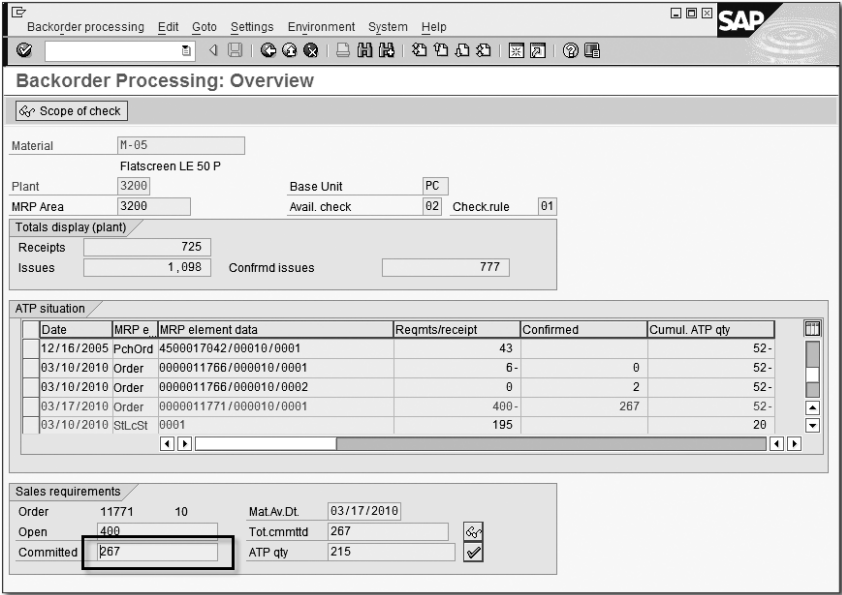 Backorder processing Edit Goto Settings Environment System Help
SAP
Backorder Processing: Overview
Scope of check
Material M-05
Flatscreen LE 50 P
Plant 3200 Base Unit PC
MRP Area 3200 Avail. check 02 Check.rule 01
Totals display (plant)
Receipts 725
Issues 1,098 Confrmd issues 777
ATP situation
Date MRP e... MRP element data Reqmts/receipt Confirmed Cumul. ATP qty
12/16/2005 PchOrd 4500017042/00010/0001 43 52-
03/10/2010 Order 0000011766/000010/0001 6- 0 52-
03/10/2010 Order 0000011766/000010/0002 0 2 52-
03/17/2010 Order 0000011771/000010/0001 400- 267 52-
03/10/2010 StLcSt 0001 195 20
Sales requirements
Order 11771 10 Mat.Av.Dt. 03/17/2010
Open 400 Tot.cmmttd 267
Committed 267 ATP qty 215